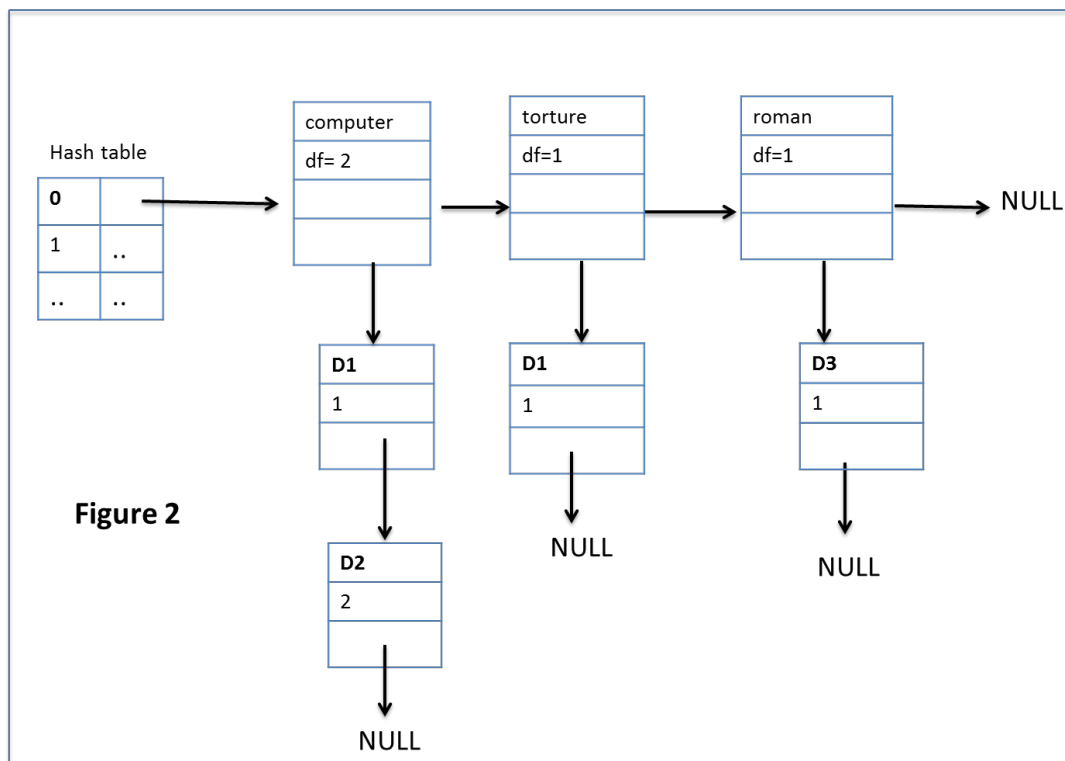 Hash table
0
1
..
..
..
computer
df= 2
torture
df=1
roman
df=1
NULL
D1
1
D2
2
NULL
D1
1
NULL
D3
1
NULL
Figure 2